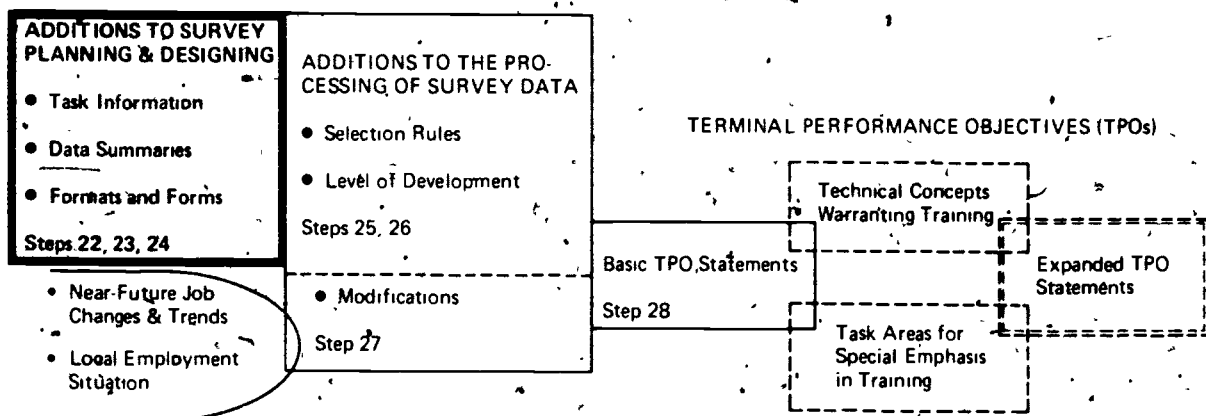 ADDITIONS TO SURVEY
PLANNING & DESIGNING
• Task Information
• Data Summaries
• Formats and Forms
Steps 22, 23, 24
• Near-Future Job
Changes & Trends
• Local Employment
Situation
ADDITIONS TO THE PRO-
CESSING OF SURVEY DATA
• Selection Rules
• Level of Development
Steps 25, 26
• Modifications
Step 27
Basic TPO Statements
Step 28
TERMINAL PERFORMANCE OBJECTIVES (TPOs)
Technical Concepts
Warranting Training
Task Areas for
Special Emphasis
in Training
Expanded TPO
Statements